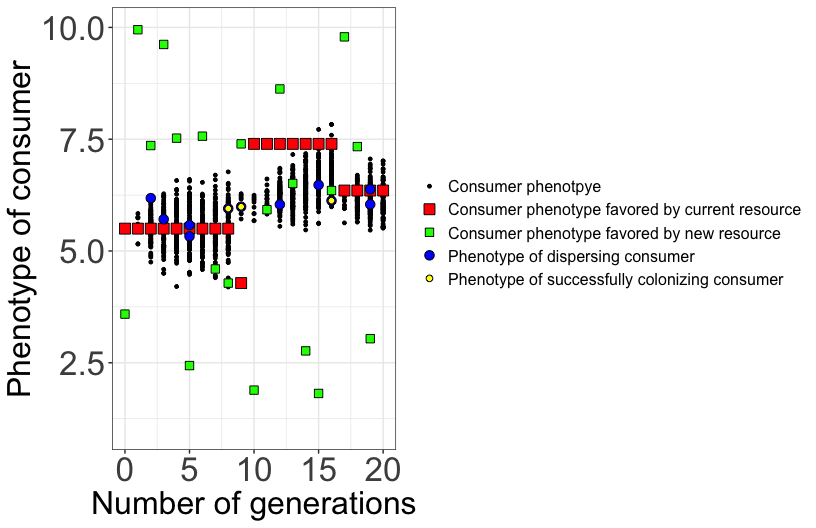 Phenotype of consumer
10.0
7.5
5.0
2.5
0 5 10 15 20
Number of generations
Consumer phenotpye
Consumer phenotype favored by current resource
Consumer phenotype favored by new resource
Phenotype of dispersing consumer
Phenotype of successfully colonizing consumer